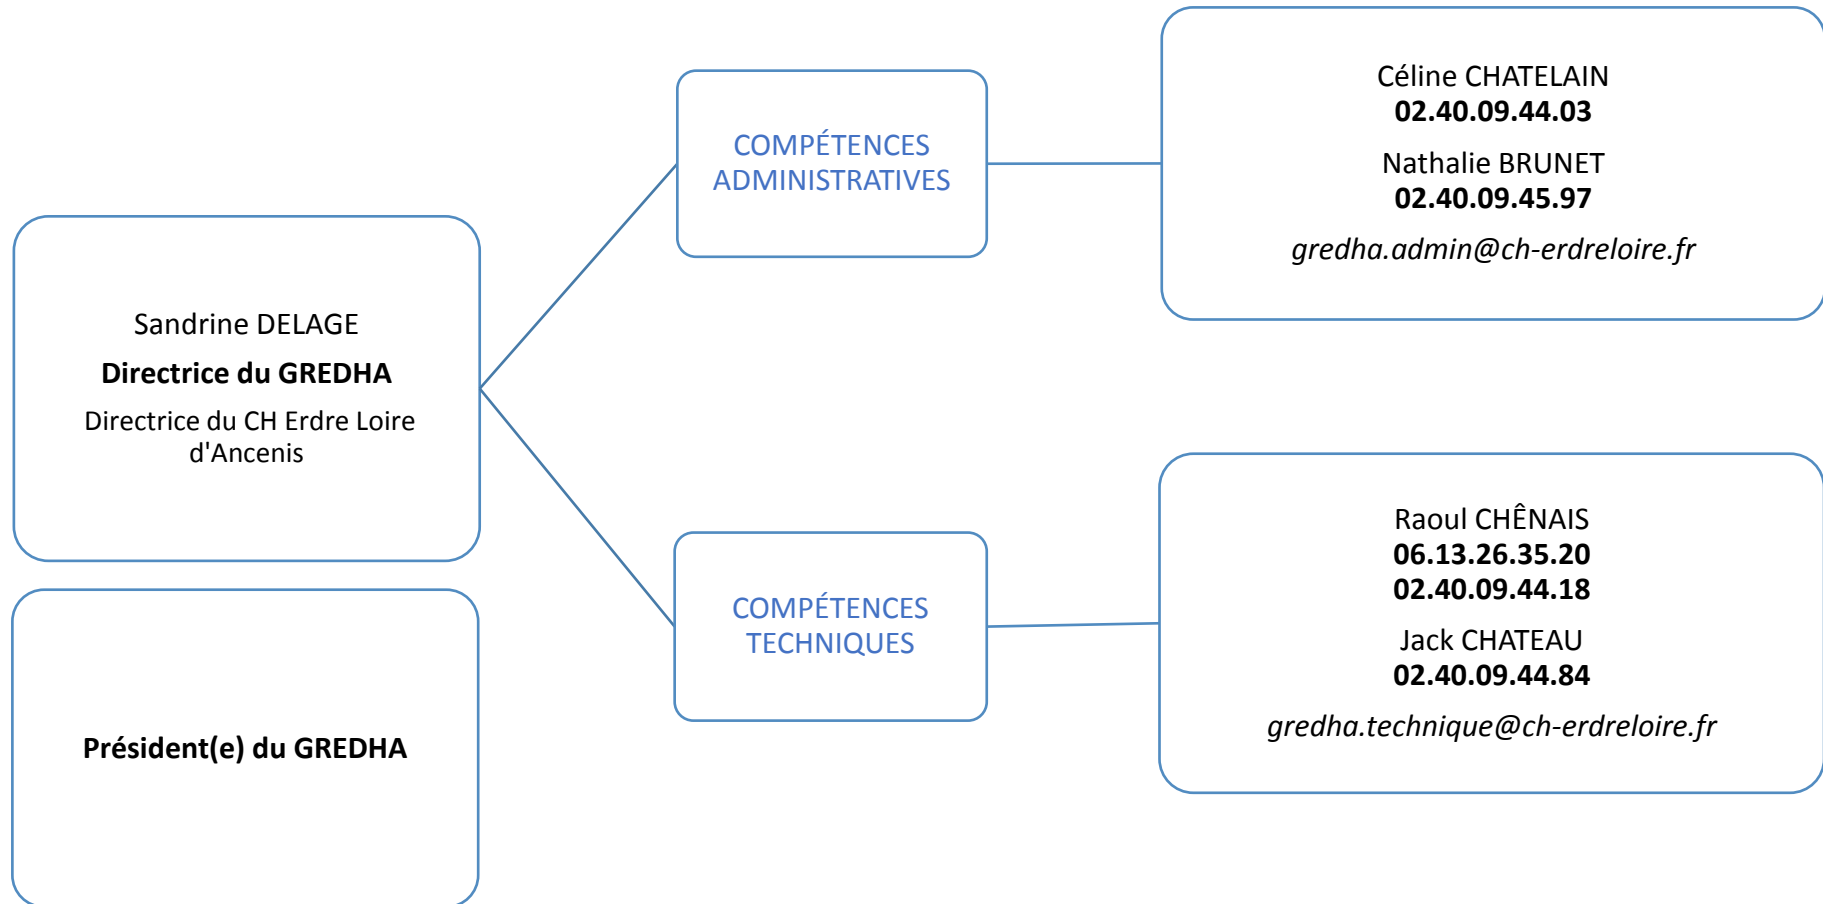 Sandrine DELAGE
Directrice du GREDHA
Directrice du CH Erdre Loire
d'Ancenis
Président(e) du GREDHA
COMPÉTENCES
ADMINISTRATIVES
Céline CHATELAIN
02.40.09.44.03
Nathalie BRUNET
02.40.09.45.97
gredha.admin@ch-erdreloire.fr
COMPÉTENCES
TECHNIQUES
Raoul CHÊNAIS
06.13.26.35.20
02.40.09.44.18
Jack CHATEAU
02.40.09.44.84
gredha.technique@ch-erdreloire.fr